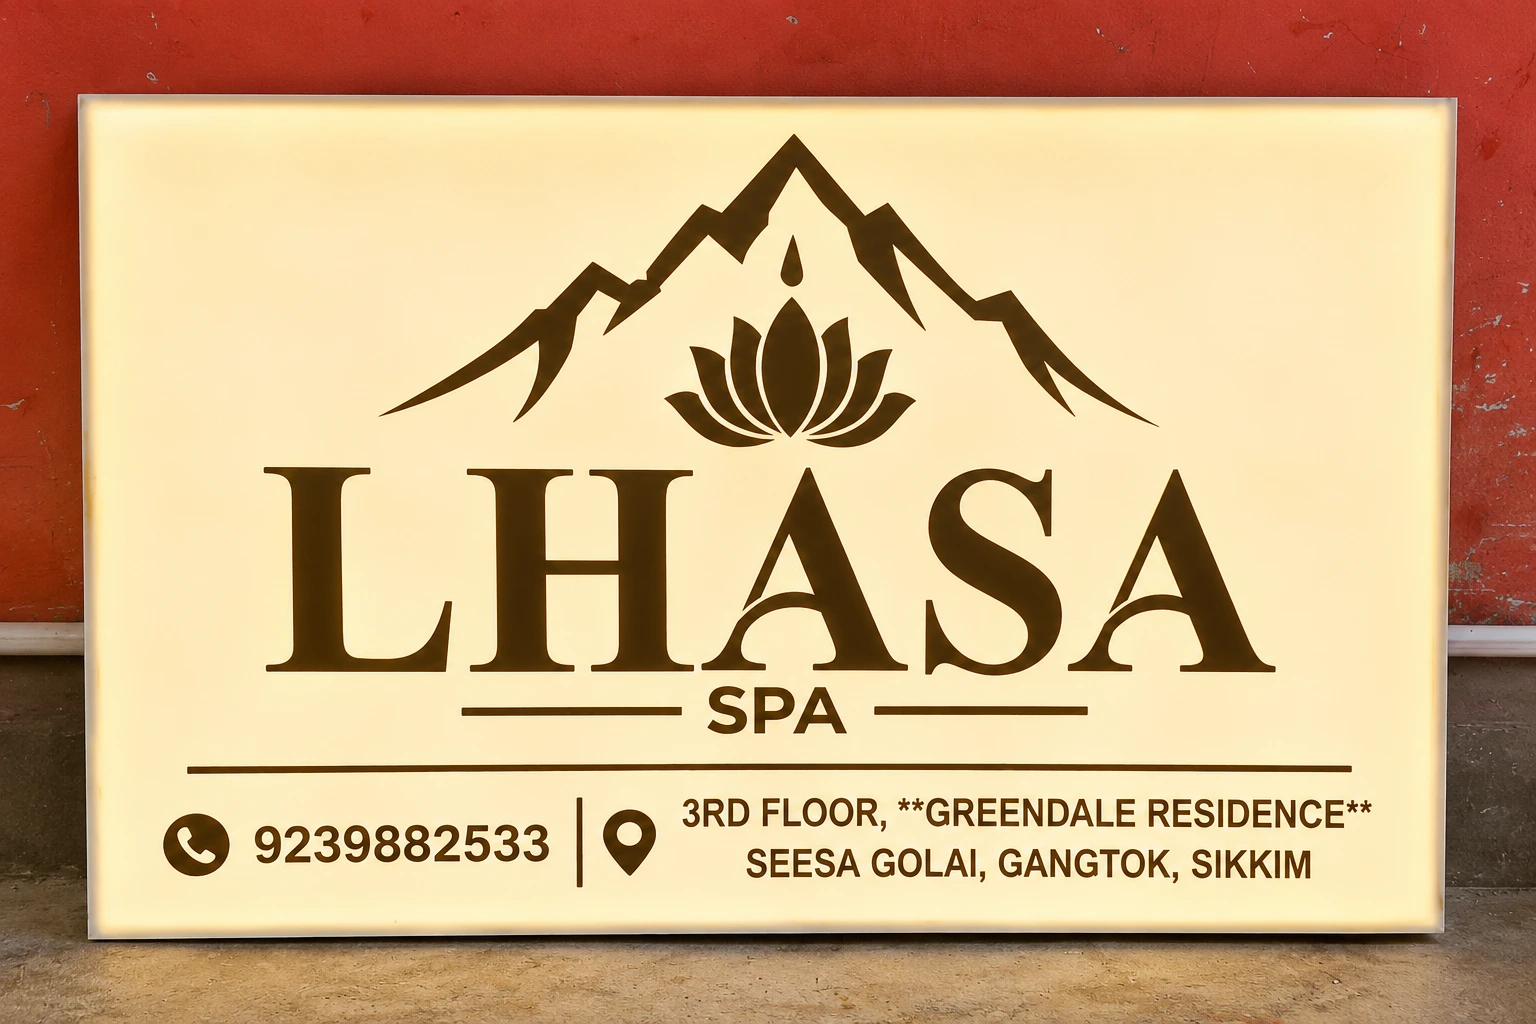 LHASA
SPA
9239882533
3RD FLOOR, **GREENDALE RESIDENCE**
SEESA GOLAI, GANGTOK, SIKKIM